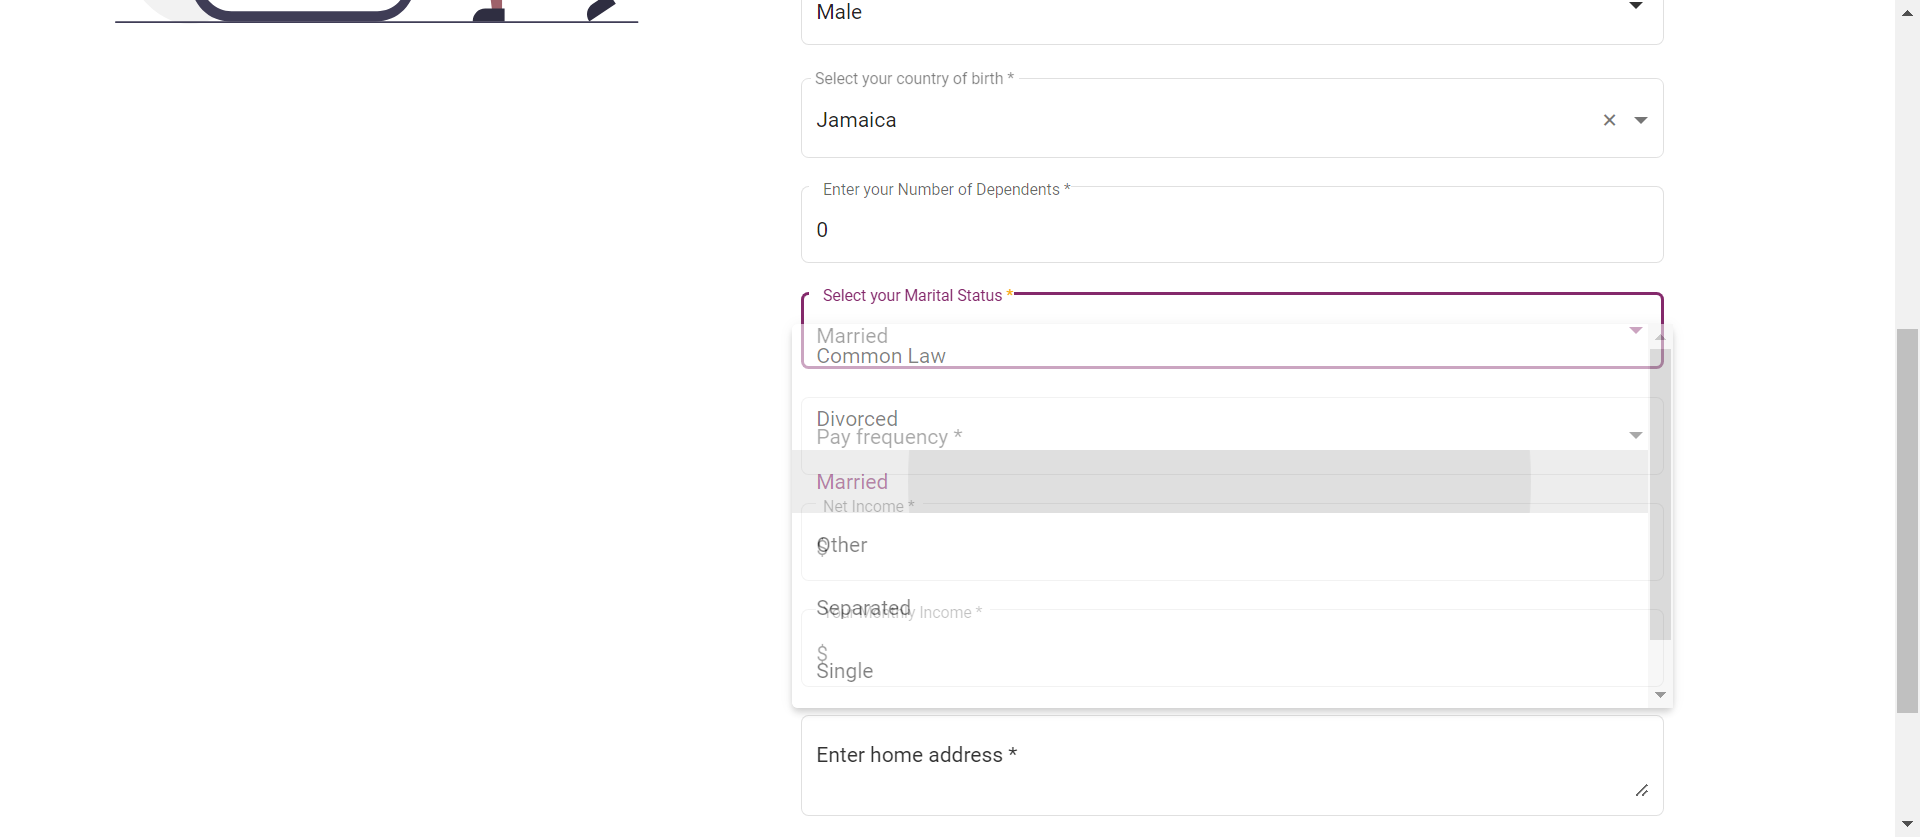 Male
Select your country of birth *
Jamaica
Enter your Number of Dependents *
0
Select your Marital Status *
Married
Common Law
Divorced
Pay frequency *
Married
Net Income *
$
Other
Separated
Your Monthly Income *
$
Single
Enter home address *